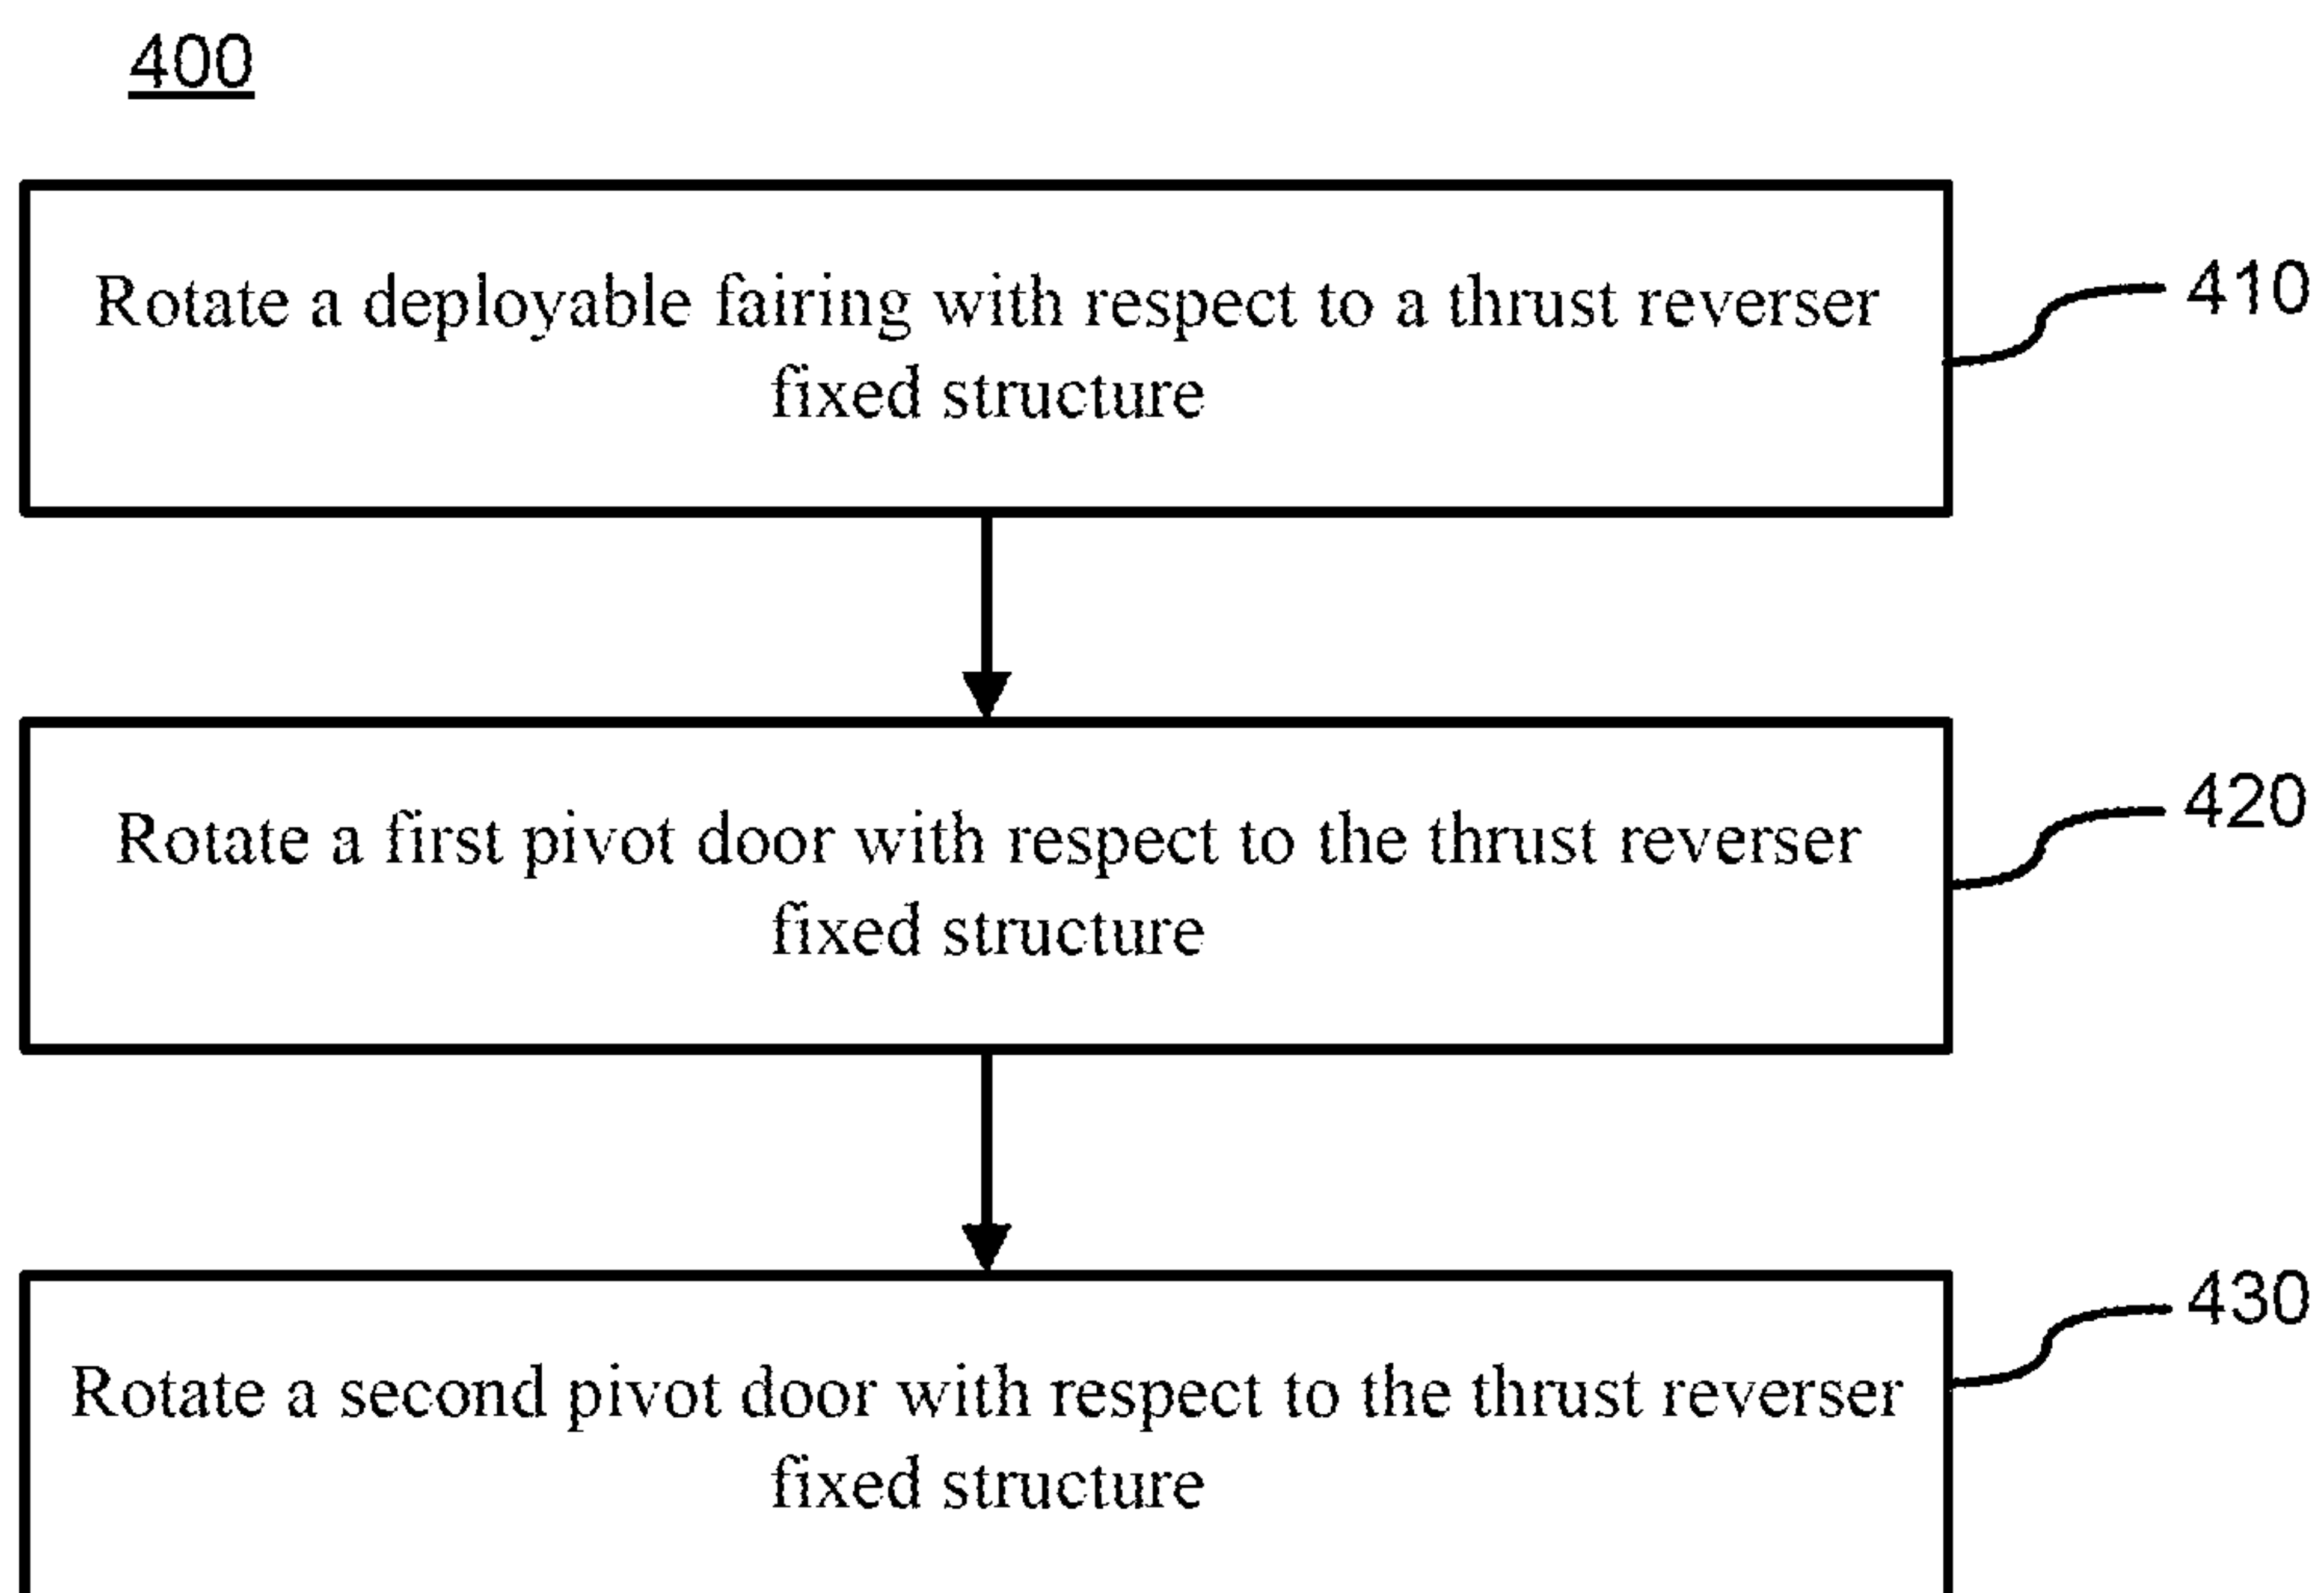 400
Rotate a deployable fairing with respect to a thrust reverser
fixed structure
410
Rotate a first pivot door with respect to the thrust reverser
fixed structure
420
Rotate a second pivot door with respect to the thrust reverser
fixed structure
430